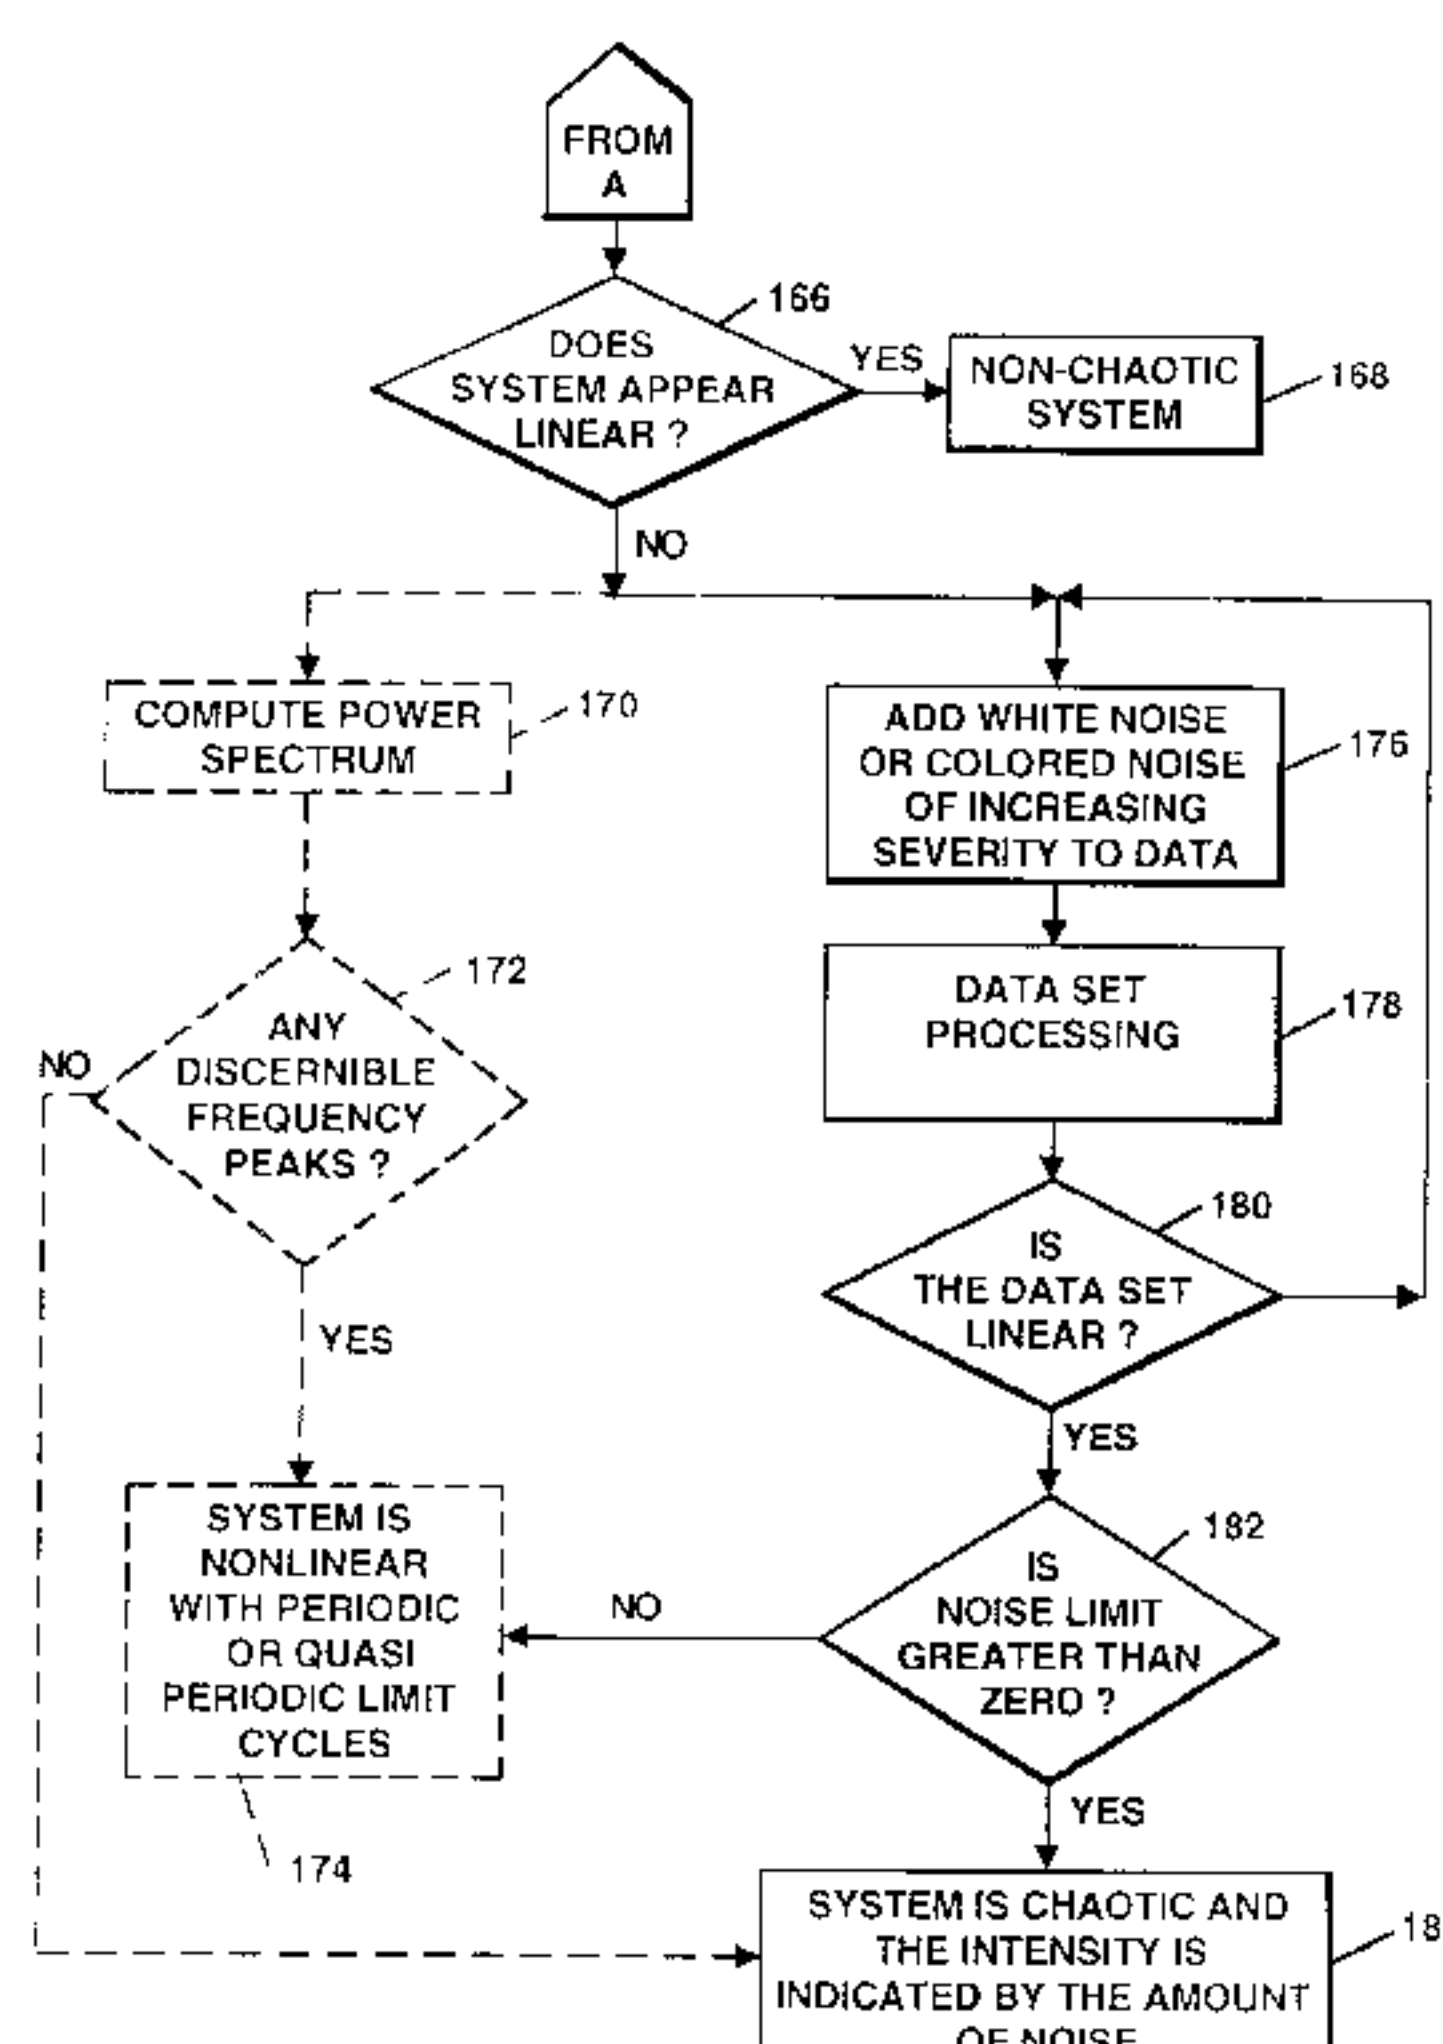 FROM
A
166
DOES
SYSTEM APPEAR
LINEAR ?
YES
NON-CHAOTIC
SYSTEM
168
NO
COMPUTE POWER
SPECTRUM
170
ADD WHITE NOISE
OR COLORED NOISE
OF INCREASING
SEVERITY TO DATA
176
172
ANY
DISCERNIBLE
FREQUENCY
PEAKS ?
NO
DATA SET
PROCESSING
178
180
IS
THE DATA SET
LINEAR ?
YES
YES
SYSTEM IS
NONLINEAR
WITH PERIODIC
OR QUASI
PERIODIC LIMIT
CYCLES
174
NO
182
IS
NOISE LIMIT
GREATER THAN
ZERO ?
YES
SYSTEM IS CHAOTIC AND
THE INTENSITY IS
INDICATED BY THE AMOUNT
OF NOISE
18